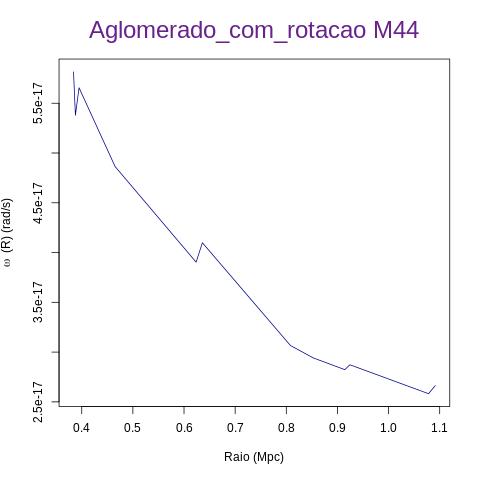 Aglomerado_com_rotacao M44
ω (R) (rad/s)
5.5e-17
4.5e-17
3.5e-17
2.5e-17
0.4 0.5 0.6 0.7 0.8 0.9 1.0 1.1
Raio (Mpc)